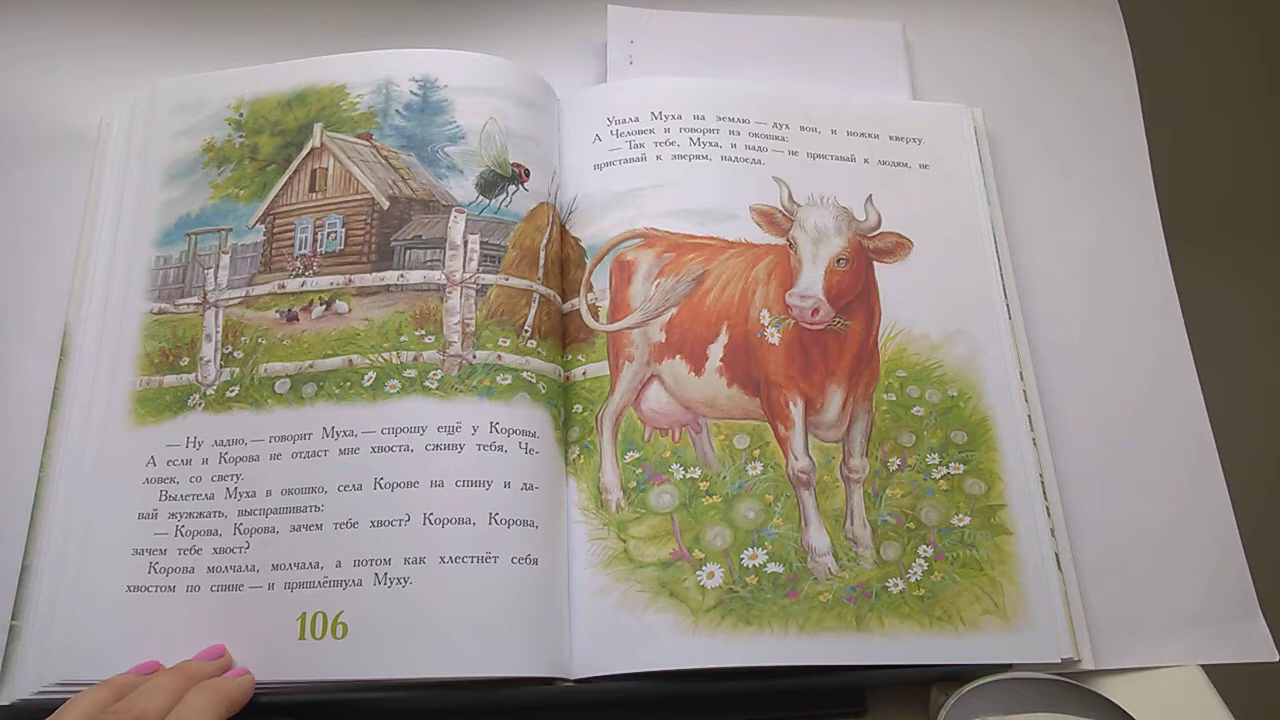 — Ну ладно, — говорит Муха, — спрошу ещё у Коровы.
А если и Корова не отдаст мне хвоста, сживу тебя, Че-
ловек, со свету.
Вылетела Муха в окошко, села Корове на спину и да-
вай жужжать, выспрашивать:
— Корова, Корова, зачем тебе хвост? Корова, Корова,
зачем тебе хвост?
Корова молчала, молчала, а потом как хлестнёт себя
хвостом по спине — и пришлёпнула Муху.
106
Упала Муха на землю — дух вон, и ножки кверху.
А Человек и говорит из окошка:
— Так тебе, Муха, и надо — не приставай к людям, не
приставай к зверям, надоеда.